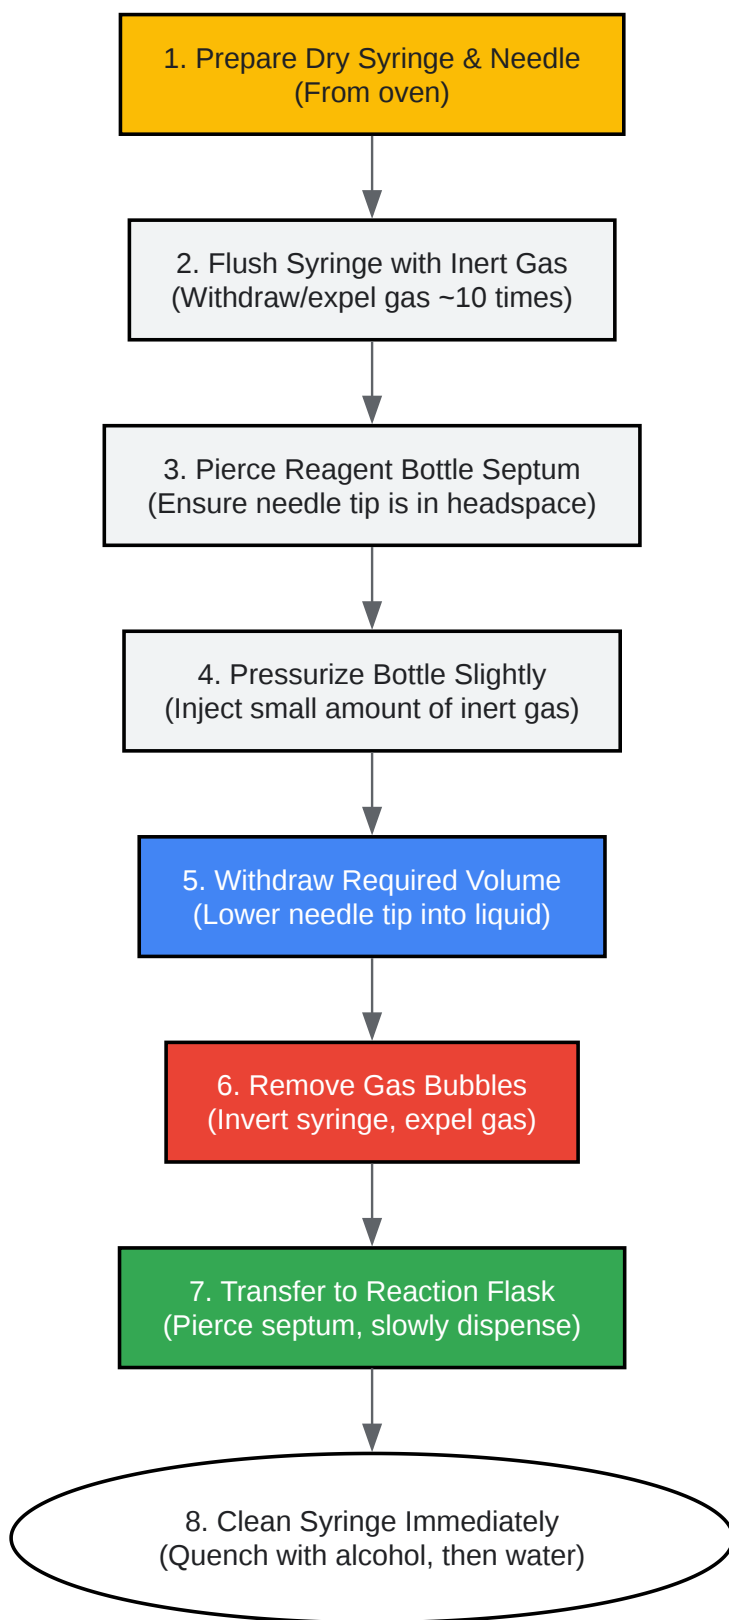 1. Prepare Dry Syringe & Needle
(From oven)
2. Flush Syringe with Inert Gas
(Withdraw/expel gas ~10 times)
3. Pierce Reagent Bottle Septum
(Ensure needle tip is in headspace)
4. Pressurize Bottle Slightly
(Inject small amount of inert gas)
5. Withdraw Required Volume
(Lower needle tip into liquid)
6. Remove Gas Bubbles
(Invert syringe, expel gas)
7. Transfer to Reaction Flask
(Pierce septum, slowly dispense)
8. Clean Syringe Immediately
(Quench with alcohol, then water)